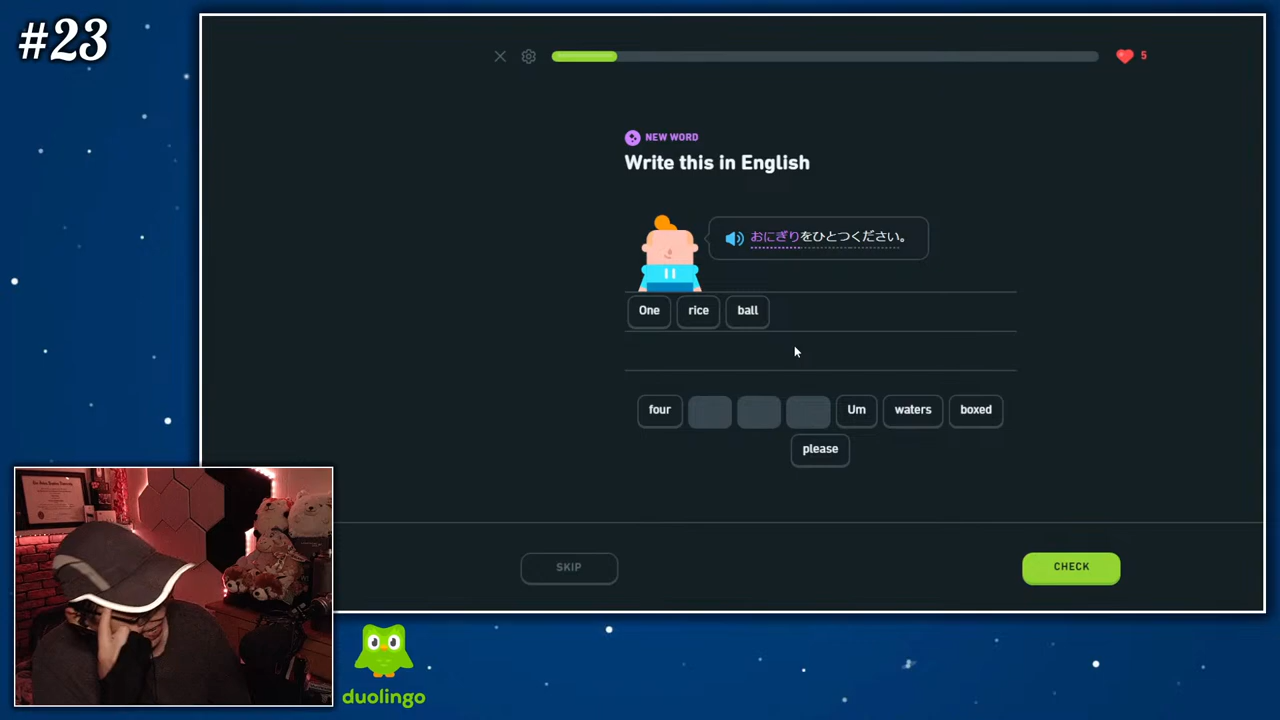 #23
5
NEW WORD
Write this in English
おにぎりをひとつください。
One rice ball
four Um waters boxed
please
SKIP
CHECK
duolingo